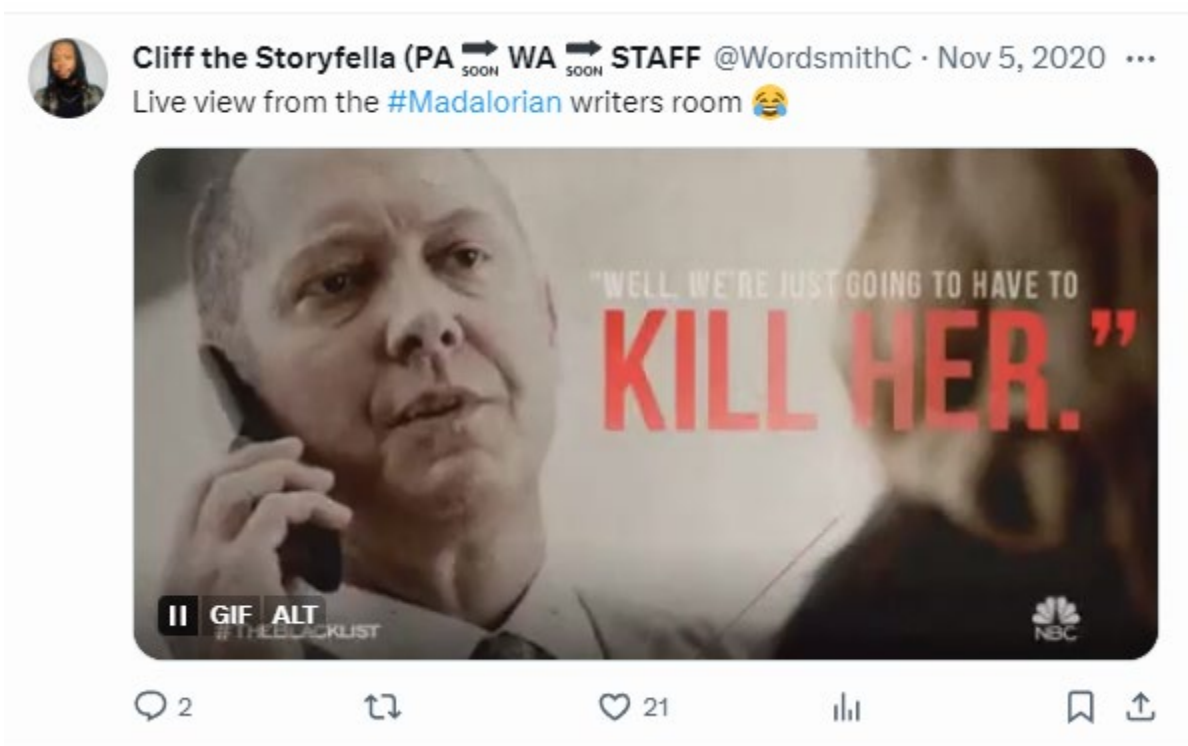 Cliff the Storyfella (PA SOON WA SOON STAFF @WordsmithC · Nov 5, 2020 ...
Live view from the #Madalorian writers room 😂
"WELL, WE'RE JUST GOING TO HAVE TO
KILL HER."
GIF ALT
#THEBLACKLIST
NBC
2 21